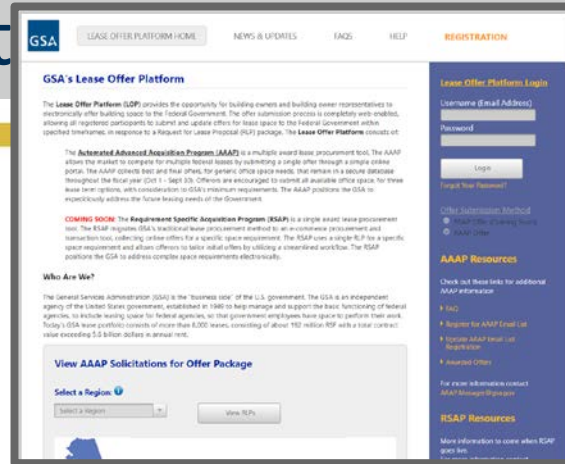 GSA
LEASE OFFER PLATFORM HOME
NEWS & UPDATES
FAQS
HELP
REGISTRATION
GSA's Lease Offer Platform
The Lease Offer Platform (LOP) provides the opportunity for building owners and building owner representatives to
electronically offer building space to the Federal Government. The offer submission process is completely web-enabled,
allowing all registered participants to submit and update offers for lease space to the Federal Government within
specified timeframes, in response to a Request for Lease Proposal (RLP) package. The Lease Offer Platform consists of:
The Automated Advanced Acquisition Program (AAAP) is a multiple award lease procurement tool. The AAAP
allows the market to compete for multiple federal leases by submitting a single offer through a simple online
portal. The AAAP collects best and final offers, for generic office space needs, that remain in a secure database
throughout the fiscal year (Oct 1 - Sept 30). Offerors are encouraged to submit all available office space, for three
lease term options, with consideration to GSA's minimum requirements. The AAAP positions the GSA to
expeditiously address the future leasing needs of the Government.
COMING SOON: The Requirement Specific Acquisition Program (RSAP) is a single award lease procurement
tool. The RSAP migrates GSA's traditional lease procurement method to an e-commerce procurement and
transaction tool, collecting online offers for a specific space requirement. The RSAP uses a single RLP for a specific
space requirement and allows offerors to tailor initial offers by utilizing a streamlined workflow. The RSAP
positions the GSA to address complex space requirements electronically.
Who Are We?
The General Services Administration (GSA) is the "business side" of the U.S. government. The GSA is an independent
agency of the United States government, established in 1949 to help manage and support the basic functioning of federal
agencies, to include leasing space for federal agencies, so that government employees have space to perform their work.
Today's GSA lease portfolio consists of more than 8,000 leases, consisting of about 192 million RSF with a total contract
value exceeding 5.6 billion dollars in annual rent.
View AAAP Solicitations for Offer Package
Select a Region:
Select a Region
View RLPs
Lease Offer Platform Login
Username (Email Address)
Password
Login
Forgot Your Password?
Offer Submission Method
RSAP Offer (Coming Soon)
AAAP Offer
AAAP Resources
Check out these links for additional
AAAP information
FAQ
Register for AAAP Email List
Update AAAP Email List
Registration
Awarded Offers
For more information contact
AAAP.Manager@gsa.gov
RSAP Resources
More information to come when RSAP
goes live.